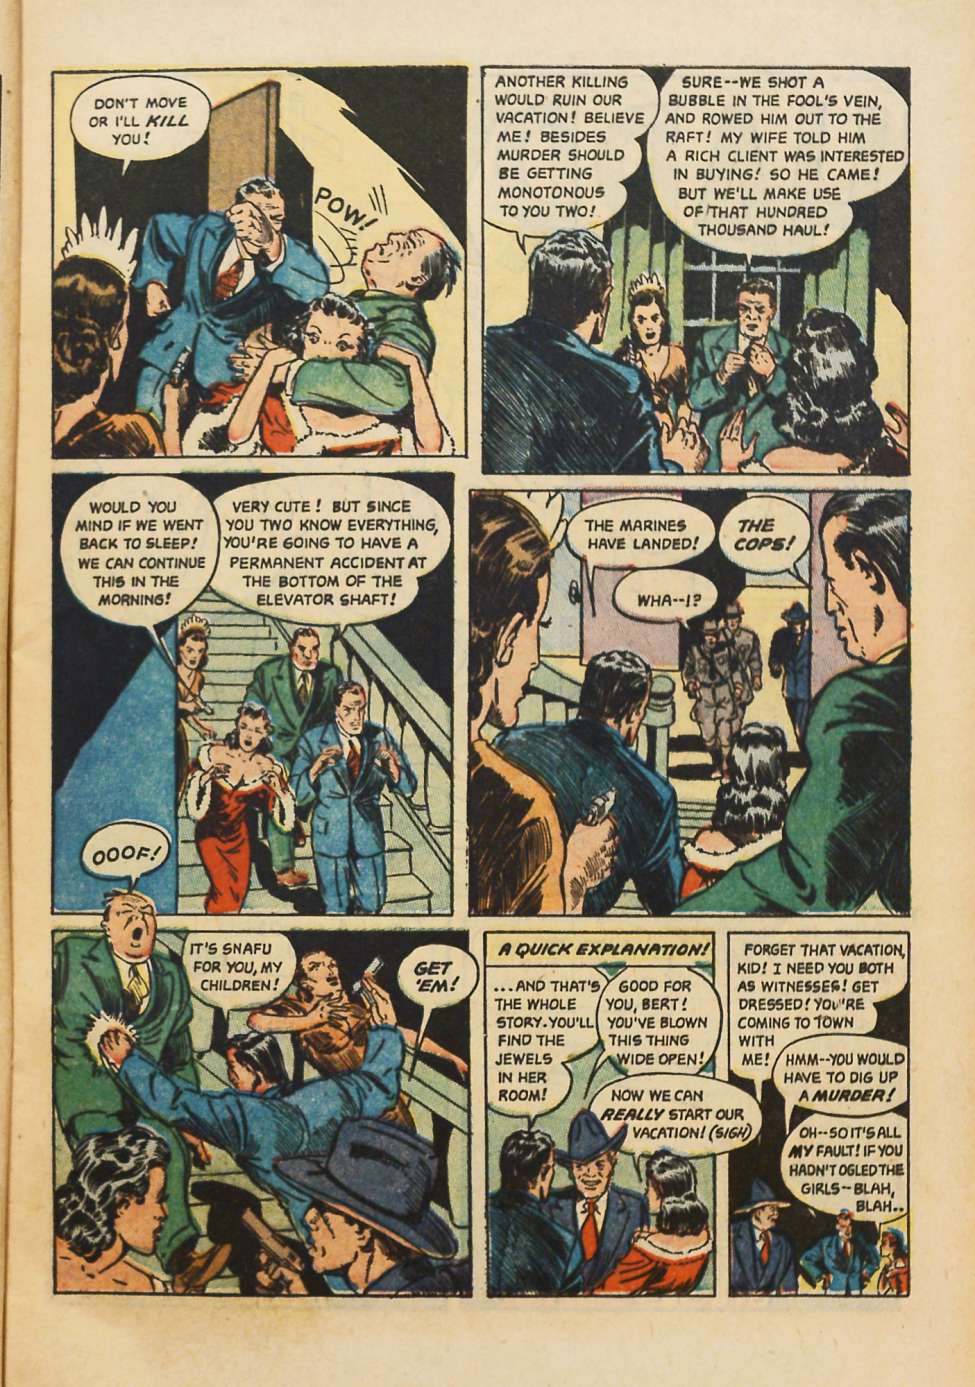 DON'T MOVE
OR I'LL KILL
YOU!
POW!
ANOTHER KILLING
WOULD RUIN OUR
VACATION! BELIEVE
ME! BESIDES
MURDER SHOULD
BE GETTING
MONOTONOUS
TO YOU TWO!
SURE--WE SHOT A
BUBBLE IN THE FOOL'S VEIN,
AND ROWED HIM OUT TO THE
RAFT! MY WIFE TOLD HIM
A RICH CLIENT WAS INTERESTED
IN BUYING! SO HE CAME!
BUT WE'LL MAKE USE
OF THAT HUNDRED
THOUSAND HAUL!
WOULD YOU
MIND IF WE WENT
BACK TO SLEEP!
WE CAN CONTINUE
THIS IN THE
MORNING!
VERY CUTE! BUT SINCE
YOU TWO KNOW EVERYTHING,
YOU'RE GOING TO HAVE A
PERMANENT ACCIDENT AT
THE BOTTOM OF THE
ELEVATOR SHAFT!
THE MARINES
HAVE LANDED!
THE
COPS!
WHA--!?
OOOF!
IT'S SNAFU
FOR YOU, MY
CHILDREN!
GET
'EM!
A QUICK EXPLANATION!
...AND THAT'S
THE WHOLE
STORY. YOU'LL
FIND THE
JEWELS
IN HER
ROOM!
GOOD FOR
YOU, BERT!
YOU'VE BLOWN
THIS THING
WIDE OPEN!
NOW WE CAN
REALLY START OUR
VACATION! (SIGH)
FORGET THAT VACATION,
KID! I NEED YOU BOTH
AS WITNESSES! GET
DRESSED! YOU'RE
COMING TO TOWN
WITH
ME!
HMM--YOU WOULD
HAVE TO DIG UP
A MURDER!
OH--SO IT'S ALL
MY FAULT! IF YOU
HADN'T OGLED THE
GIRLS--BLAH,
BLAH..